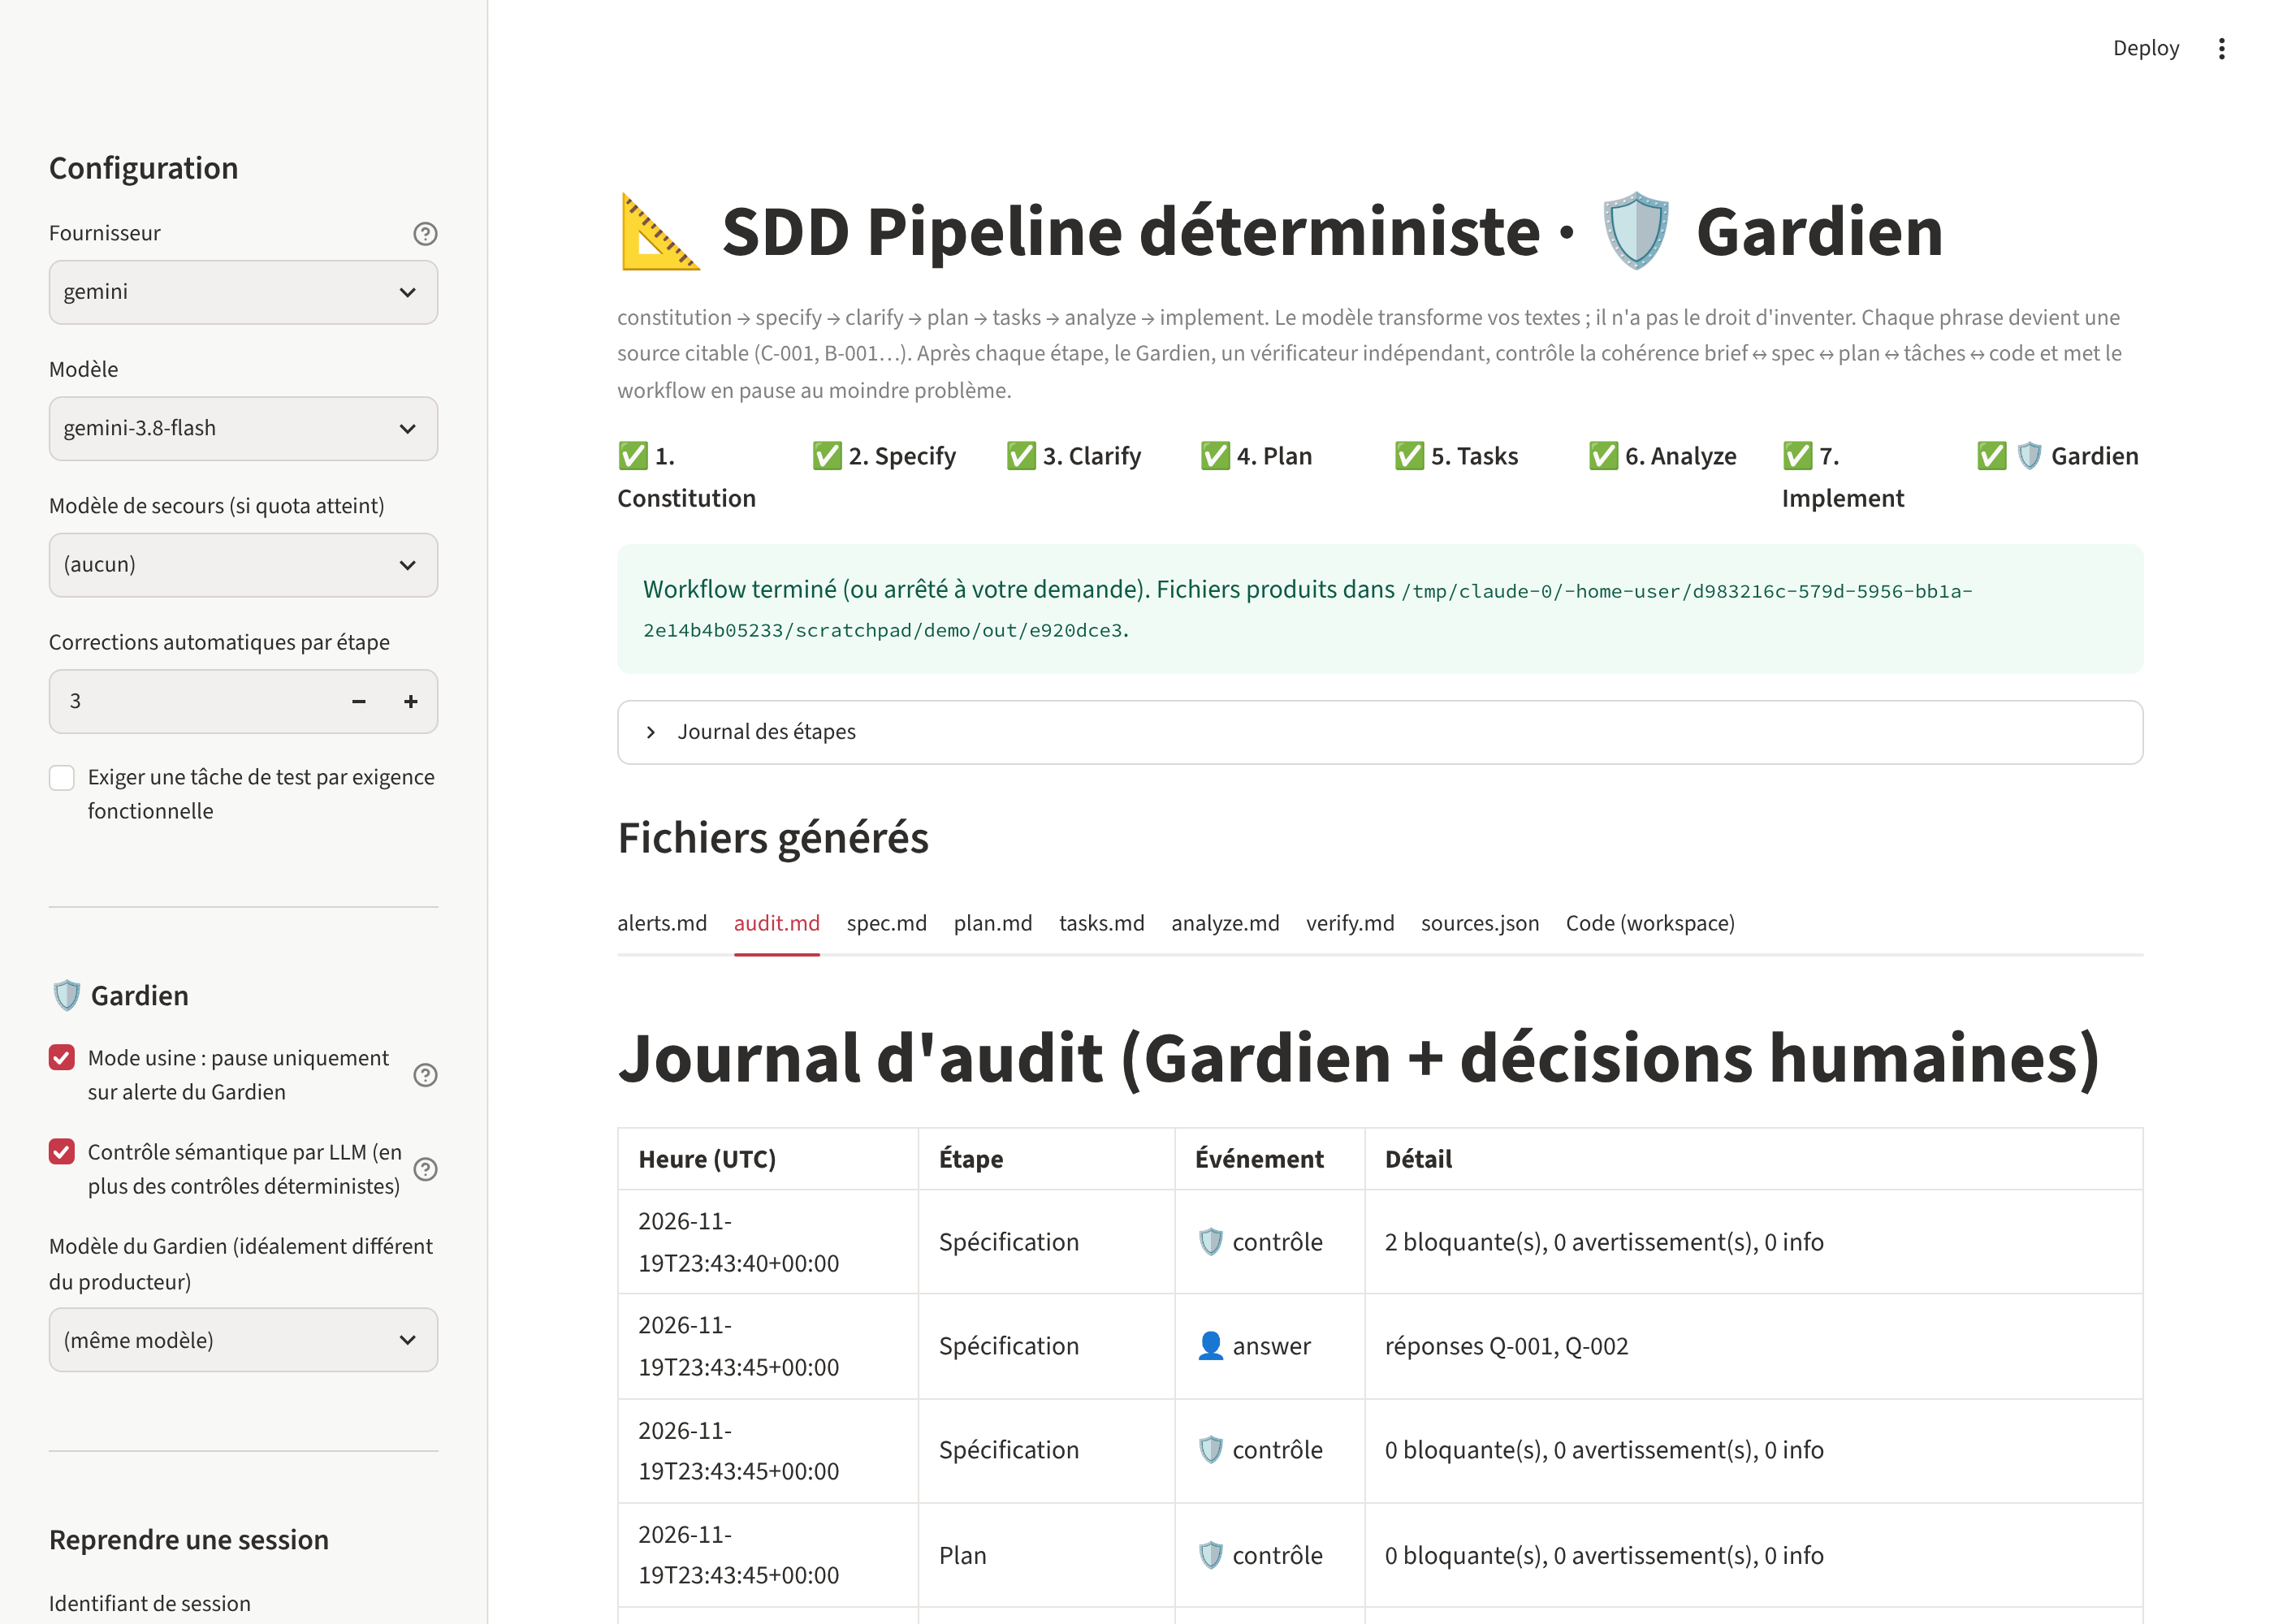 Deploy
Configuration
Fournisseur
gemini
Modèle
gemini-3.8-flash
Modèle de secours (si quota atteint)
(aucun)
Corrections automatiques par étape
3
Exiger une tâche de test par exigence
fonctionnelle
🛡️ Gardien
Mode usine : pause uniquement
sur alerte du Gardien
Contrôle sémantique par LLM (en
plus des contrôles déterministes)
Modèle du Gardien (idéalement différent
du producteur)
(même modèle)
Reprendre une session
Identifiant de session
📐 SDD Pipeline déterministe · 🛡️ Gardien
constitution → specify → clarify → plan → tasks → analyze → implement. Le modèle transforme vos textes ; il n'a pas le droit d'inventer. Chaque phrase devient une
source citable (C-001, B-001…). Après chaque étape, le Gardien, un vérificateur indépendant, contrôle la cohérence brief ↔ spec ↔ plan ↔ tâches ↔ code et met le
workflow en pause au moindre problème.
✅ 1.
Constitution
✅ 2. Specify
✅ 3. Clarify
✅ 4. Plan
✅ 5. Tasks
✅ 6. Analyze
✅ 7.
Implement
✅ 🛡️ Gardien
Workflow terminé (ou arrêté à votre demande). Fichiers produits dans /tmp/claude-0/-home-user/d983216c-579d-5956-bb1a-
2e14b4b05233/scratchpad/demo/out/e920dce3.
Journal des étapes
Fichiers générés
alerts.md audit.md spec.md plan.md tasks.md analyze.md verify.md sources.json Code (workspace)
Journal d'audit (Gardien + décisions humaines)
Heure (UTC) Étape Événement Détail
2026-11-
19T23:43:40+00:00 Spécification 🛡️ contrôle 2 bloquante(s), 0 avertissement(s), 0 info
2026-11-
19T23:43:45+00:00 Spécification 👤 answer réponses Q-001, Q-002
2026-11-
19T23:43:45+00:00 Spécification 🛡️ contrôle 0 bloquante(s), 0 avertissement(s), 0 info
2026-11-
19T23:43:45+00:00 Plan 🛡️ contrôle 0 bloquante(s), 0 avertissement(s), 0 info